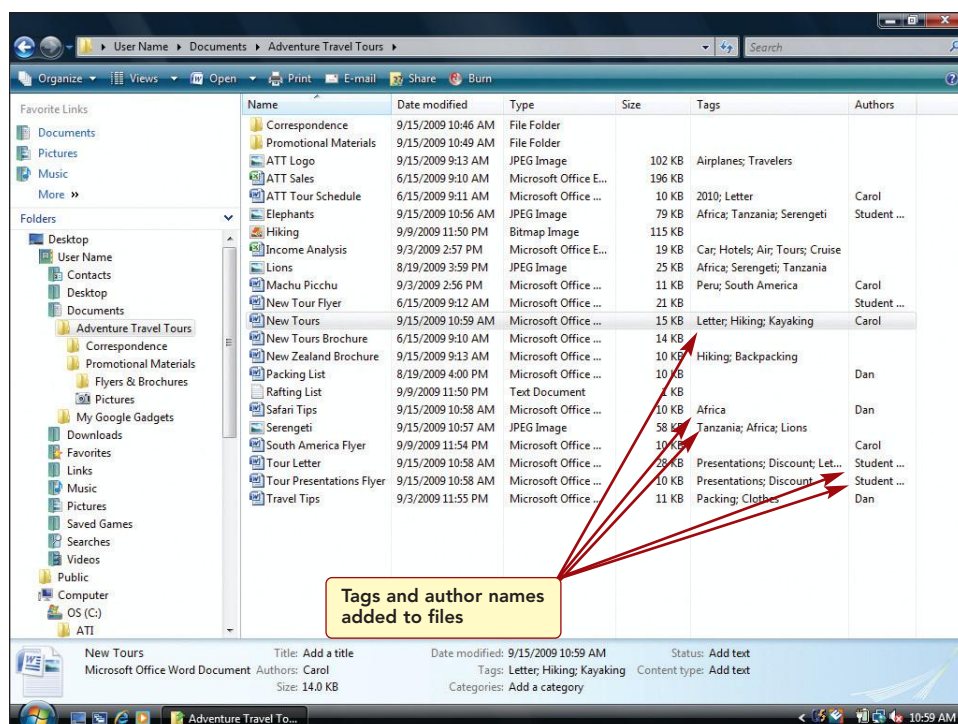 User Name ▸ Documents ▸ Adventure Travel Tours ▸ Search
Organize Views Open Print E-mail Share Burn
Favorite Links
Documents
Pictures
Music
More »
Folders
Desktop
User Name
Contacts
Desktop
Documents
Adventure Travel Tours
Correspondence
Promotional Materials
Flyers & Brochures
Pictures
My Google Gadgets
Downloads
Favorites
Links
Music
Pictures
Saved Games
Searches
Videos
Public
Computer
OS (C:)
ATI
Name Date modified Type Size Tags Authors
Correspondence 9/15/2009 10:46 AM File Folder
Promotional Materials 9/15/2009 10:49 AM File Folder
ATT Logo 9/15/2009 9:13 AM JPEG Image 102 KB Airplanes; Travelers
ATT Sales 6/15/2009 9:10 AM Microsoft Office E... 196 KB
ATT Tour Schedule 6/15/2009 9:11 AM Microsoft Office ... 10 KB 2010; Letter Carol
Elephants 9/15/2009 10:56 AM JPEG Image 79 KB Africa; Tanzania; Serengeti Student ...
Hiking 9/9/2009 11:50 PM Bitmap Image 115 KB
Income Analysis 9/3/2009 2:57 PM Microsoft Office E... 19 KB Car; Hotels; Air; Tours; Cruise
Lions 8/19/2009 3:59 PM JPEG Image 25 KB Africa; Serengeti; Tanzania
Machu Picchu 9/3/2009 2:56 PM Microsoft Office ... 11 KB Peru; South America Carol
New Tour Flyer 6/15/2009 9:12 AM Microsoft Office ... 21 KB Student ...
New Tours 9/15/2009 10:59 AM Microsoft Office ... 15 KB Letter; Hiking; Kayaking Carol
New Tours Brochure 6/15/2009 9:10 AM Microsoft Office ... 14 KB
New Zealand Brochure 9/15/2009 9:13 AM Microsoft Office ... 10 KB Hiking; Backpacking
Packing List 8/19/2009 4:00 PM Microsoft Office ... 10 KB Dan
Rafting List 9/9/2009 11:50 PM Text Document 1 KB
Safari Tips 9/15/2009 10:58 AM Microsoft Office ... 10 KB Africa Dan
Serengeti 9/15/2009 10:57 AM JPEG Image 58 KB Tanzania; Africa; Lions
South America Flyer 9/9/2009 11:54 PM Microsoft Office ... 10 KB Carol
Tour Letter 9/15/2009 10:58 AM Microsoft Office ... 28 KB Presentations; Discount; Let... Student ...
Tour Presentations Flyer 9/15/2009 10:58 AM Microsoft Office ... 10 KB Presentations; Discount Student ...
Travel Tips 9/3/2009 11:55 PM Microsoft Office ... 11 KB Packing; Clothes Dan
Tags and author names
added to files
New Tours Title: Add a title Date modified: 9/15/2009 10:59 AM Status: Add text
Microsoft Office Word Document Authors: Carol Tags: Letter; Hiking; Kayaking Content type: Add text
Size: 14.0 KB Categories: Add a category
Adventure Travel To... 10:59 AM